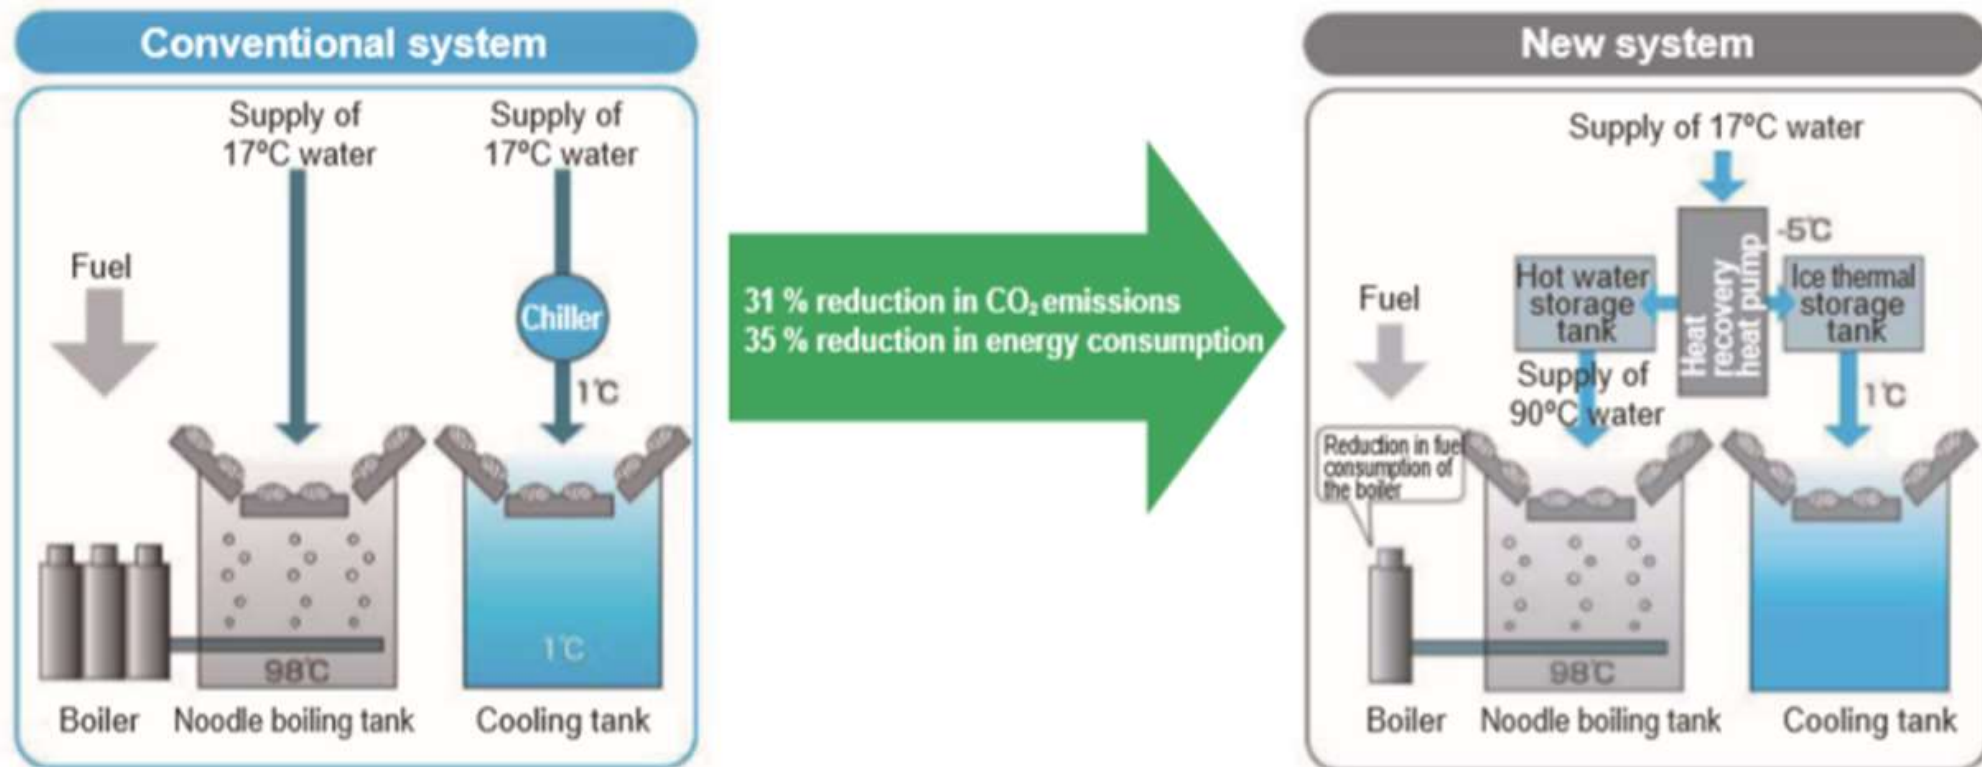 Conventional system
Supply of
17ºC water
Supply of
17ºC water
Fuel
Chiller
1℃
98℃
1℃
Boiler
Noodle boiling tank
Cooling tank
31 % reduction in CO₂ emissions
35 % reduction in energy consumption
New system
Supply of 17ºC water
-5℃
Heat
recovery
heat pump
Hot water
storage
tank
Ice thermal
storage
tank
Fuel
Supply of
90ºC water
1℃
Reduction in fuel
consumption of
the boiler
98℃
Boiler
Noodle boiling tank
Cooling tank